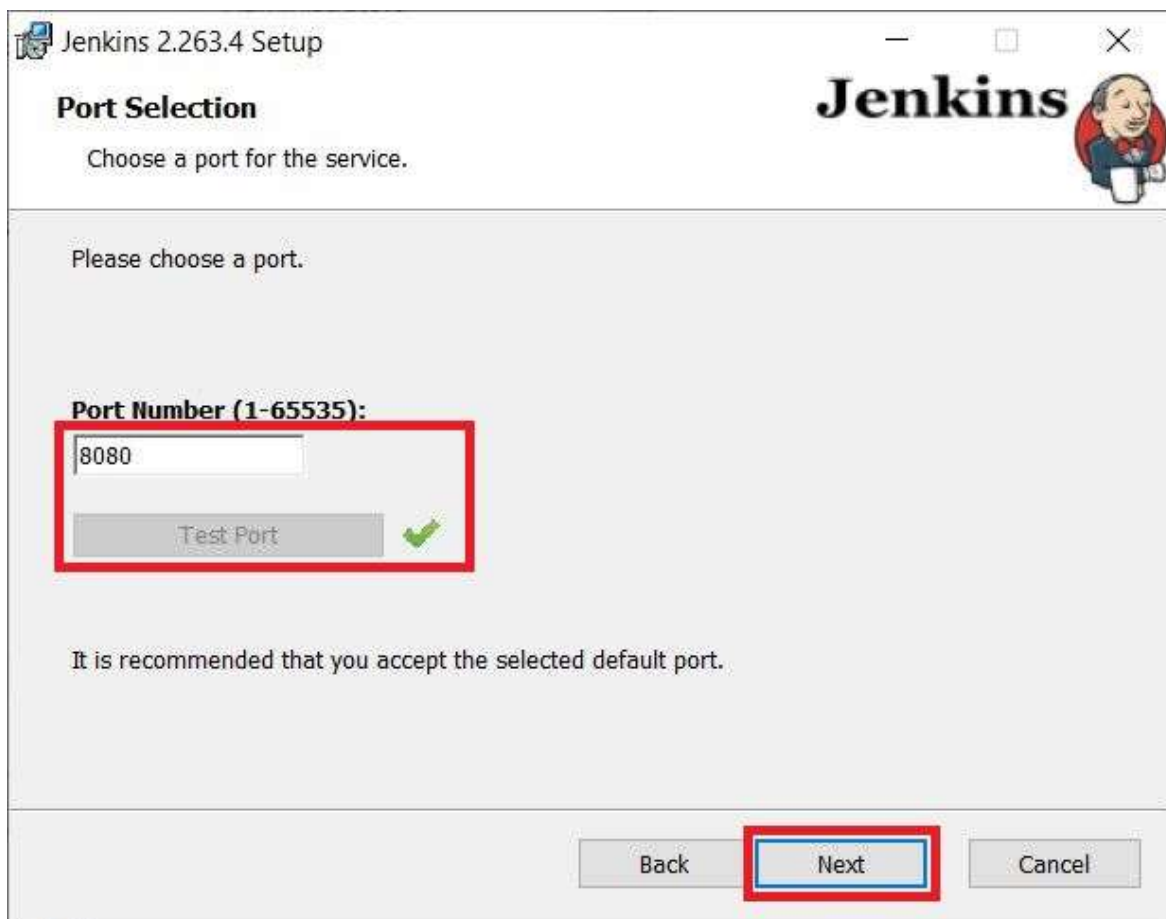 Jenkins 2.263.4 Setup
Port Selection
Jenkins
Choose a port for the service.
Please choose a port.
Port Number (1-65535):
8080
Test Port
It is recommended that you accept the selected default port.
Back
Next
Cancel